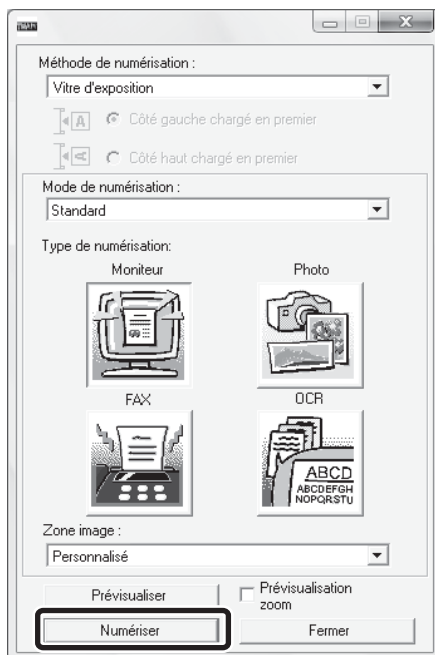 Méthode de numérisation :
Vitre d'exposition
A Côté gauche chargé en premier
A Côté haut chargé en premier
Mode de numérisation :
Standard
Type de numérisation:
Moniteur Photo
FAX OCR
ABCD
ABCDEFGH
NOPQRSTU
Zone image :
Personnalisé
Prévisualiser Prévisualisation
zoom
Numériser Fermer